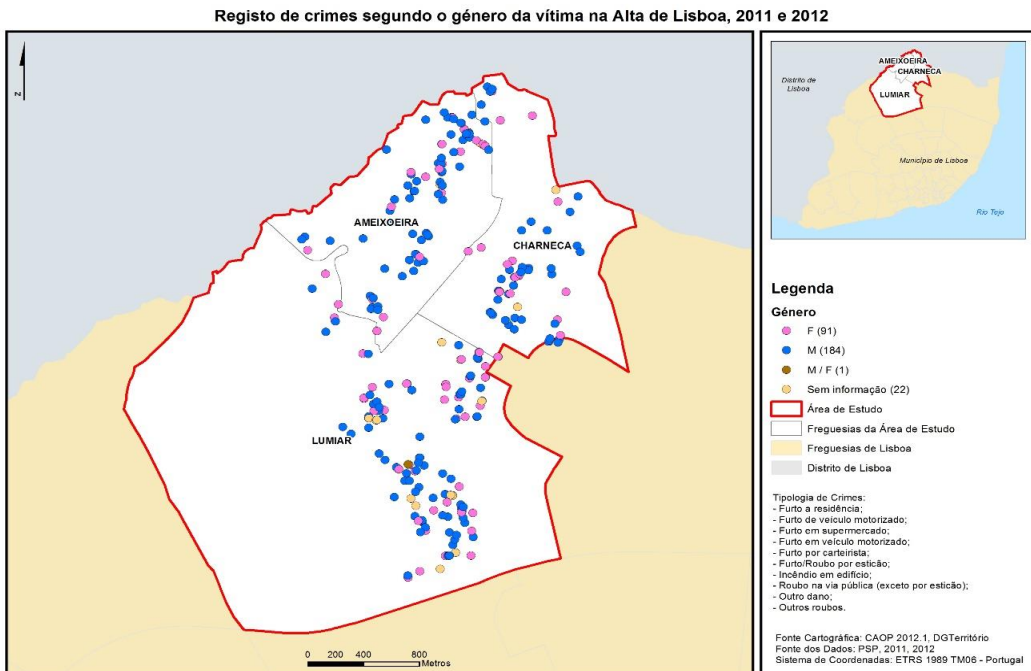 Registo de crimes segundo o género da vítima na Alta de Lisboa, 2011 e 2012
N
AMEIXOEIRA
CHARNECA
LUMIAR
0 200 400 800
Metros
AMEIXOEIRA
CHARNECA
Distrito de
Lisboa
LUMIAR
Município de Lisboa
Rio Tejo
Legenda
Género
F (91)
M (184)
M / F (1)
Sem informação (22)
Área de Estudo
Freguesias da Área de Estudo
Freguesias de Lisboa
Distrito de Lisboa
Tipologia de Crimes:
- Furto a residência;
- Furto de veículo motorizado;
- Furto em supermercado;
- Furto em veículo motorizado;
- Furto por carteirista;
- Furto/Roubo por esticão;
- Incêndio em edifício;
- Roubo na via pública (exceto por esticão);
- Outro dano;
- Outros roubos.
Fonte Cartográfica: CAOP 2012.1, DGTerritório
Fonte dos Dados: PSP, 2011, 2012
Sistema de Coordenadas: ETRS 1989 TM06 - Portugal